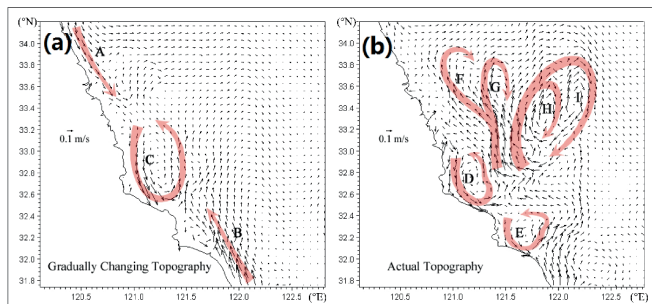 (°N) (a) (°N) (b)
34.0 A 34.0
33.8 33.8
33.6 33.6 F G H I
33.4 33.4
33.2 33.2
0.1 m/s 0.1 m/s
33.0 33.0
C
32.8 32.8 D
32.6 32.6
32.4 32.4
32.2 B 32.2 E
32.0 Gradually Changing Topography 32.0 Actual Topography
31.8 31.8
120.5 121.0 121.5 122.0 122.5 (°E) 120.5 121.0 121.5 122.0 122.5 (°E)